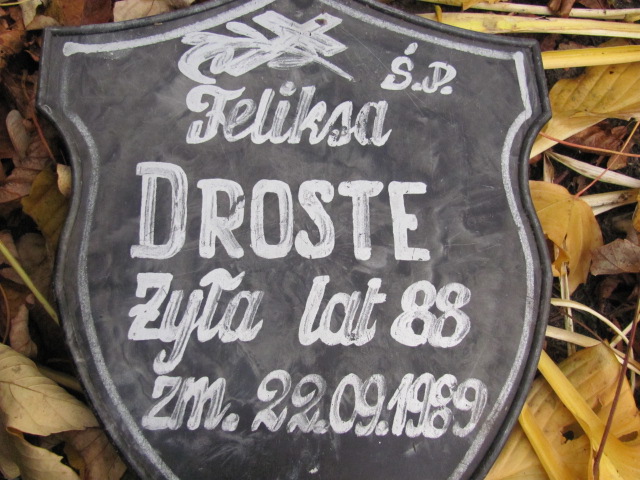 Ś.P.
Feliksa
DROSTE
Żyła lat 88
zm. 22.09.1989